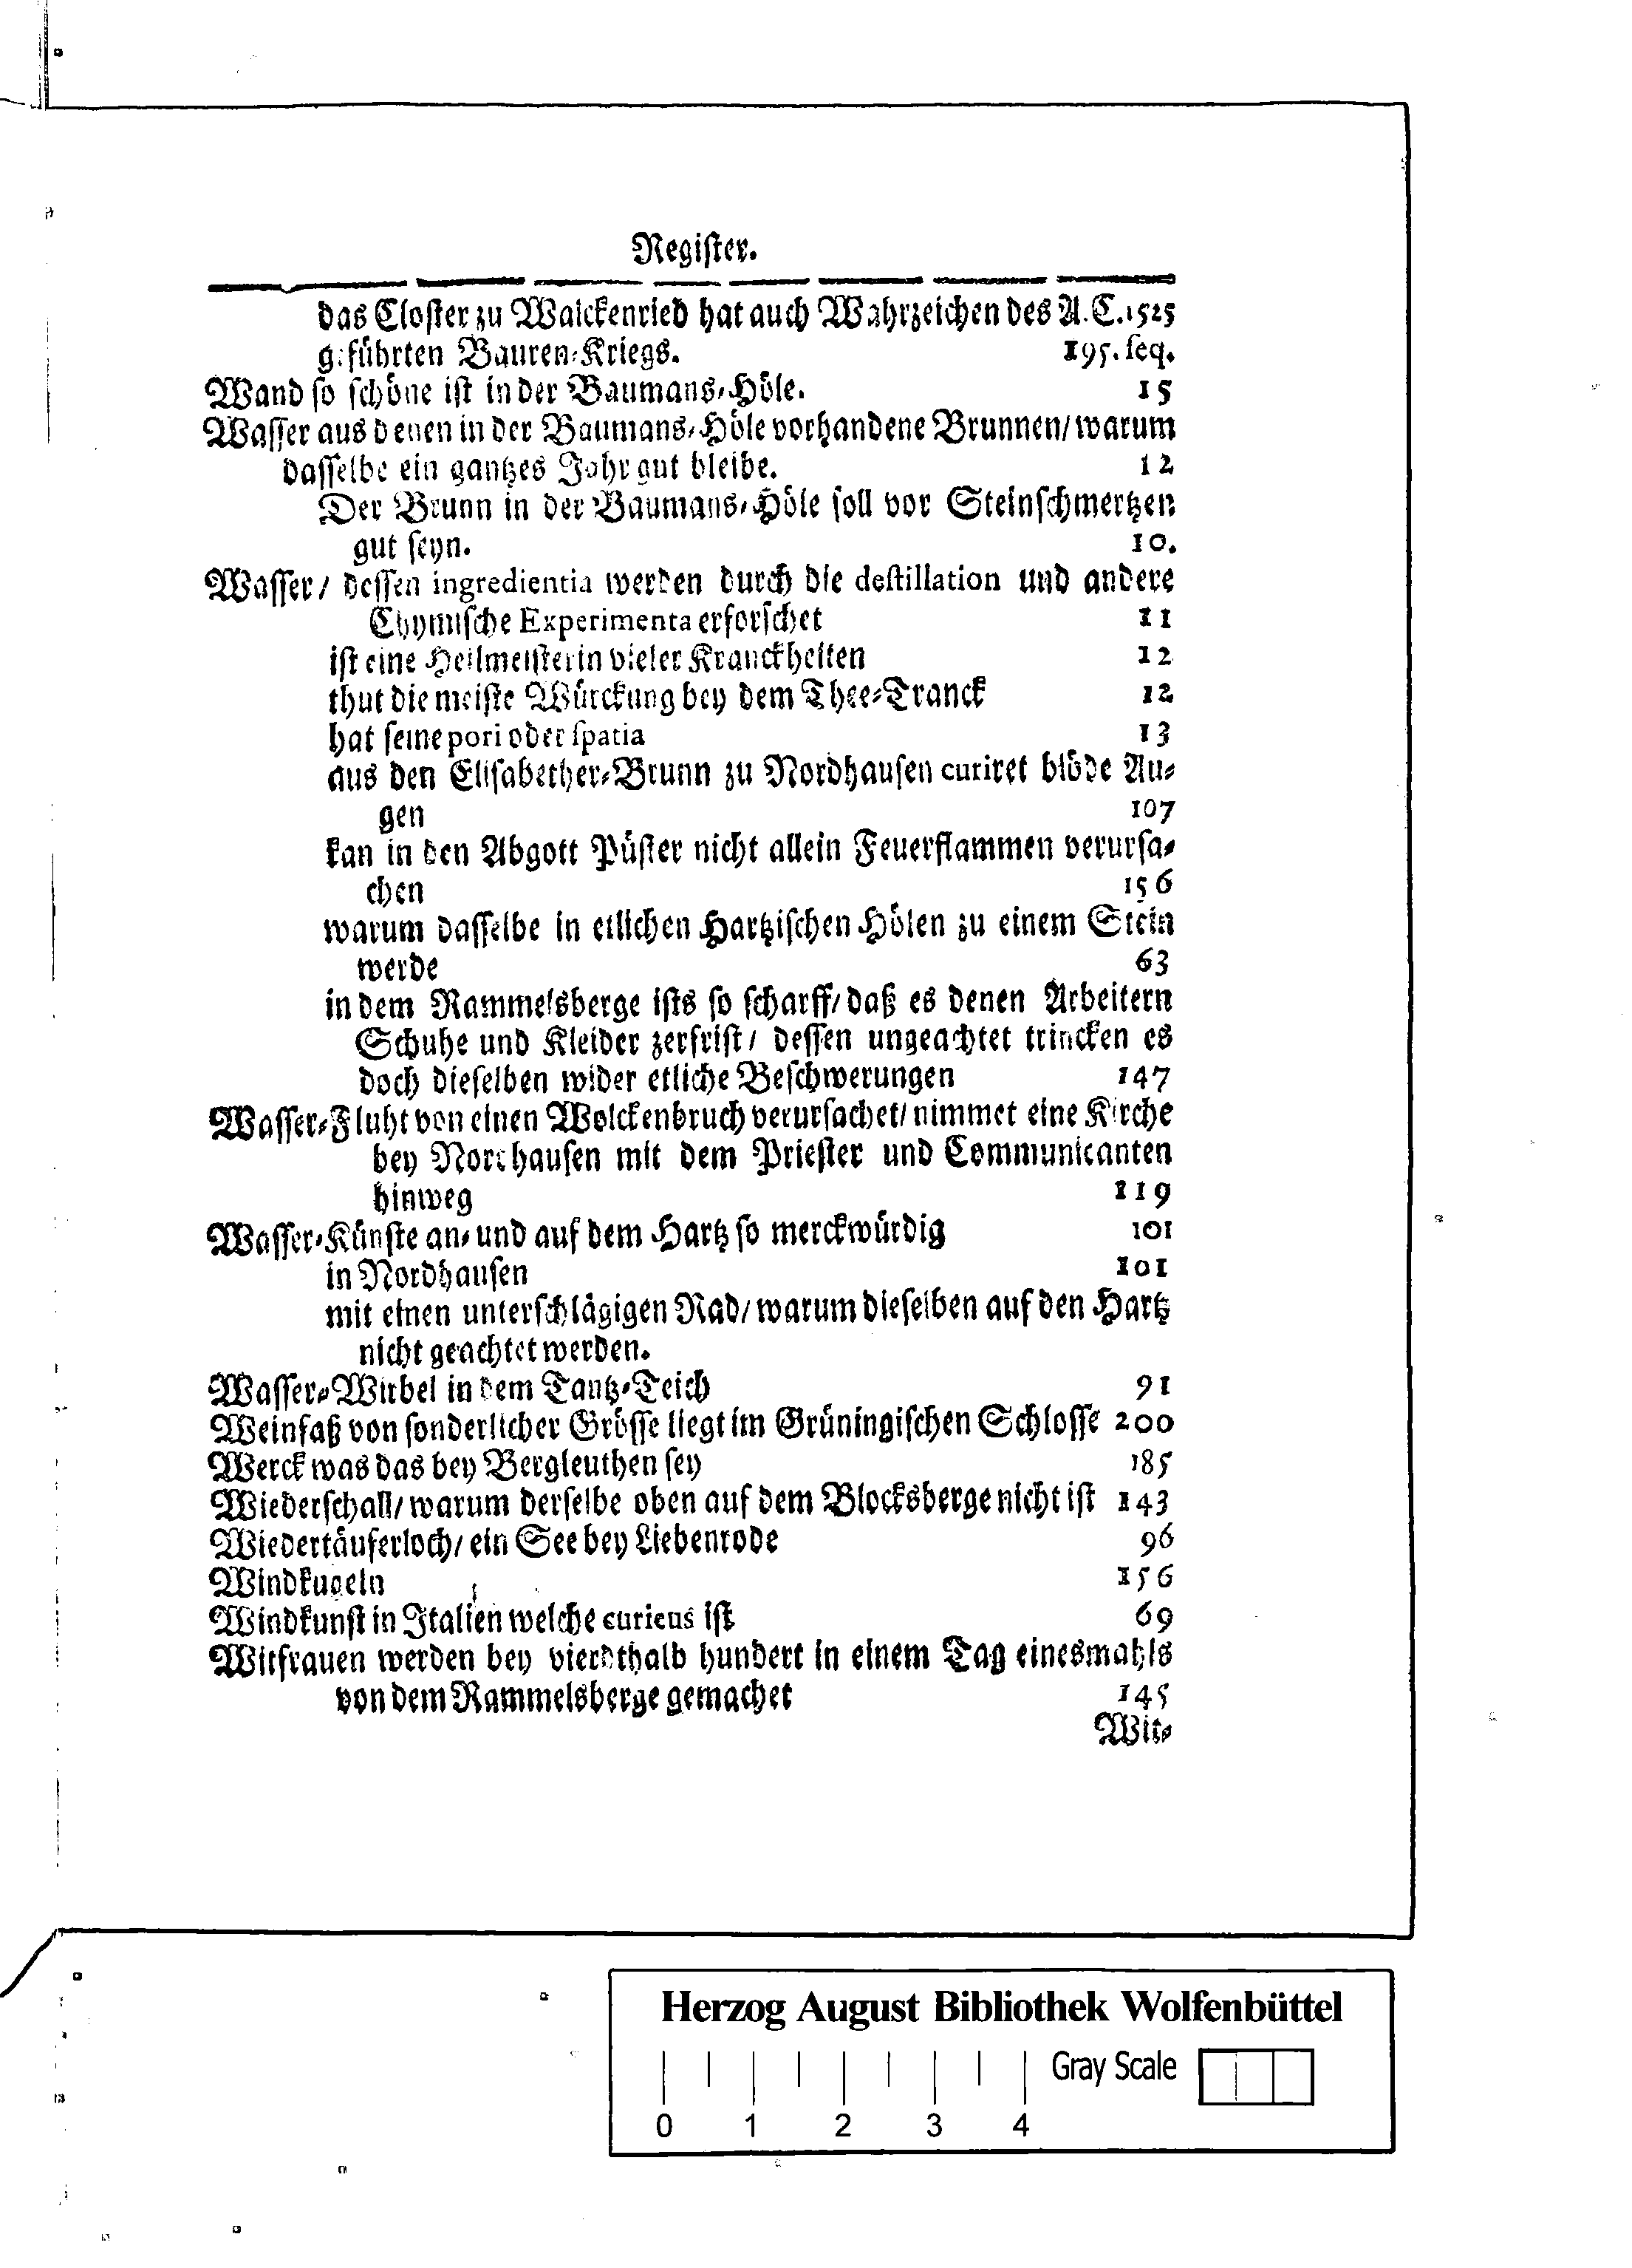 Register.
das Closter zu Walckenried hat auch Wahrzeichen des A. C. 1525
geführten Bauren-Kriegs. 195. seq.
Wand so schöne ist in der Baumans-Höle. 15
Wasser aus denen in der Baumans-Höle vorhandene Brunnen/ warum
dasselbe ein gantzes Jahr gut bleibe. 12
Der Brunn in der Baumans-Höle soll vor Steinschmertzen
gut seyn. 10.
Wasser/ dessen ingredientia werden durch die destillation und andere
Chymische Experimenta erforschet 11
ist eine Heilmeisterin vieler Kranckheiten 12
thut die meiste Würckung bey dem Thee-Tranck 12
hat seine pori oder spatia 13
aus den Elisabether-Brunn zu Nordhausen curiret blöde Au-
gen 107
kan in den Abgott Püster nicht allein Feuerflammen verursa-
chen 156
warum dasselbe in etlichen Hartzischen Hölen zu einem Stein
werde 63
in dem Rammelsberge ists so scharff/ daß es denen Arbeitern
Schuhe und Kleider zerfrist/ dessen ungeachtet trincken es
doch dieselben wider etliche Beschwerungen 147
Wasser-Fluht von einen Wolckenbruch verursachet/ nimmet eine Kirche
bey Nordhausen mit dem Priester und Communicanten
hinweg 119
Wasser-Künste an- und auf dem Hartz so merckwürdig 101
in Nordhausen 101
mit einen unterschlägigen Rad/ warum dieselben auf den Hartz
nicht geachtet werden.
Wasser-Wirbel in dem Tantz-Teich 91
Weinfaß von sonderlicher Grösse liegt im Grüningischen Schlosse 200
Werck was das bey Bergleuthen sey 185
Wiederschall/ warum derselbe oben auf dem Blocksberge nicht ist 143
Wiedertäuferloch/ ein See bey Liebenrode 96
Windkugeln 156
Windkunst in Italien welche curieus ist 69
Witfrauen werden bey vierdthalb hundert in einem Tag einesmahls
von dem Rammelsberge gemachet 145
Wit-
Herzog August Bibliothek Wolfenbüttel
Gray Scale
0 1 2 3 4